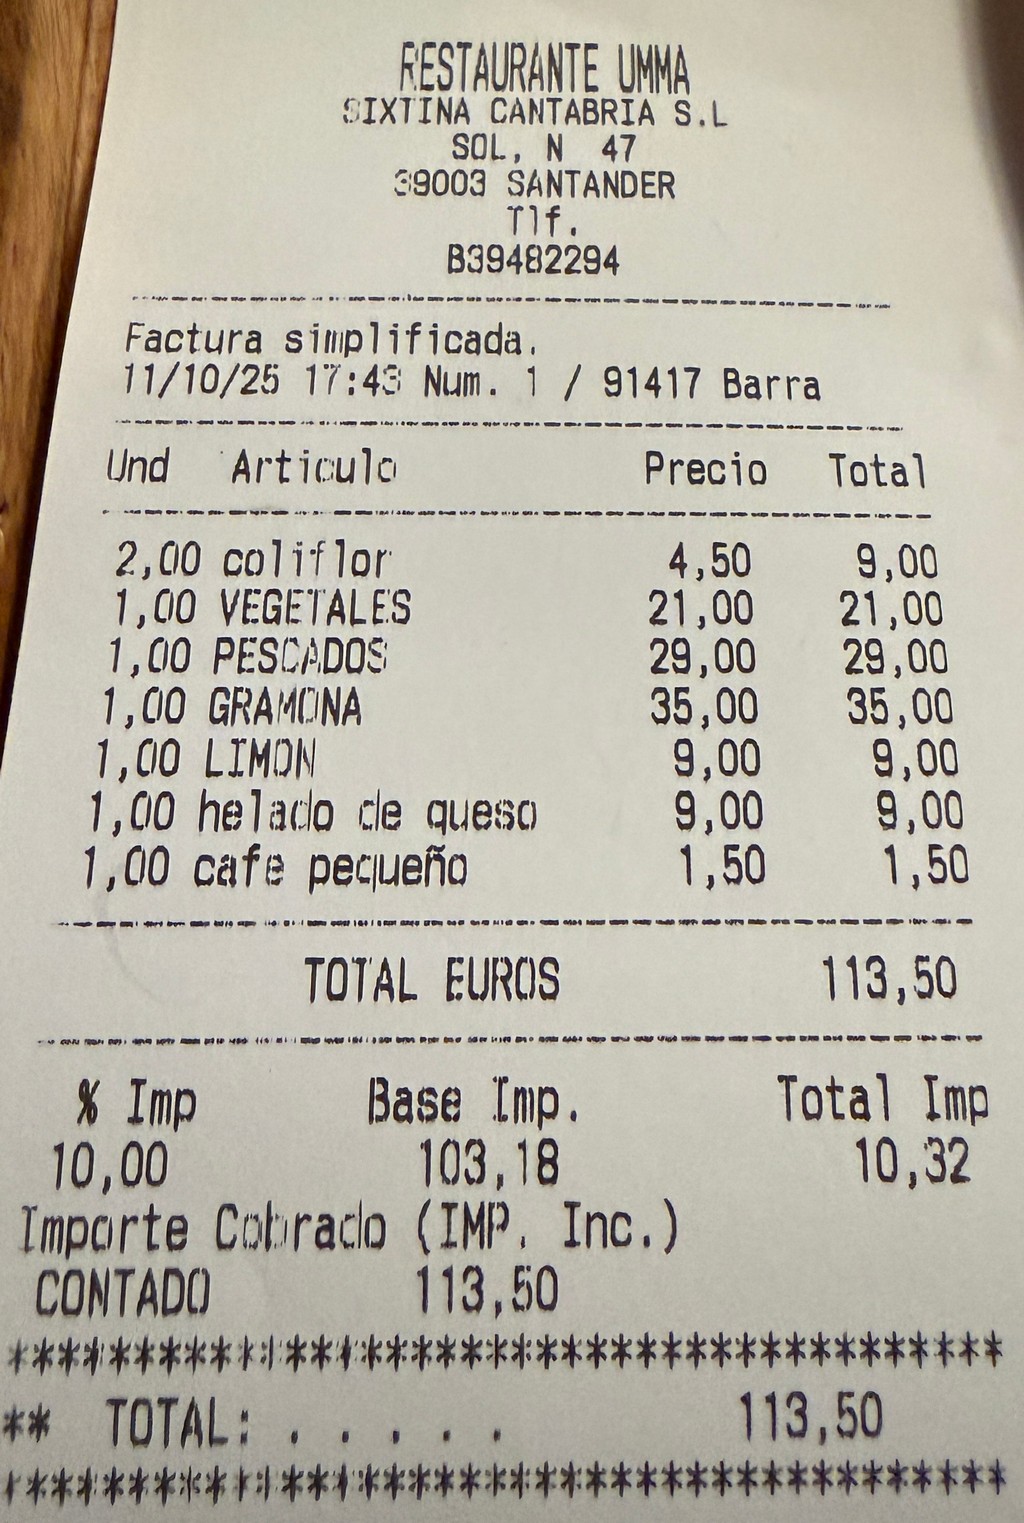 RESTAURANTE UMMA
SIXTINA CANTABRIA S.L
SOL, N 47
39003 SANTANDER
Tlf.
B39482294
Factura simplificada.
11/10/25 17:43 Num. 1 / 91417 Barra
Und Articulo Precio Total
2,00 coliflor 4,50 9,00
1,00 VEGETALES 21,00 21,00
1,00 PESCADOS 29,00 29,00
1,00 GRAMONA 35,00 35,00
1,00 LIMON 9,00 9,00
1,00 helado de queso 9,00 9,00
1,00 cafe pequeño 1,50 1,50
TOTAL EUROS 113,50
% Imp Base Imp. Total Imp
10,00 103,18 10,32
Importe Cobrado (IMP. Inc.)
CONTADO 113,50
****************************************
** TOTAL: . . . . . 113,50
****************************************